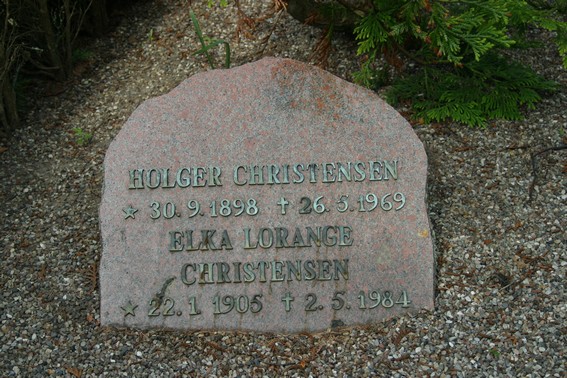 HOLGER CHRISTENSEN
★ 30.9.1898 ✝ 26.5.1969
ELKA LORANGE
CHRISTENSEN
★ 22.1 1905 ✝ 2.5.1984